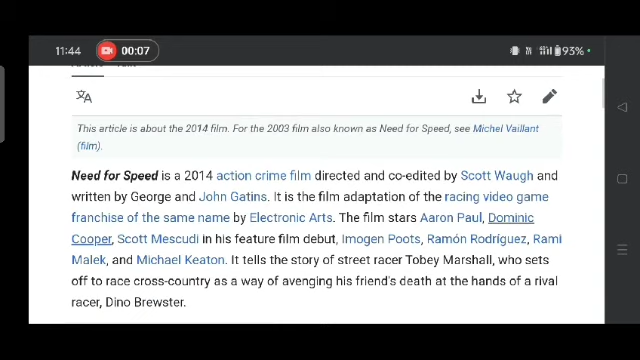 11:44 00:07 93%
This article is about the 2014 film. For the 2003 film also known as Need for Speed, see Michel Vaillant
(film).
Need for Speed is a 2014 action crime film directed and co-edited by Scott Waugh and
written by George and John Gatins. It is the film adaptation of the racing video game
franchise of the same name by Electronic Arts. The film stars Aaron Paul, Dominic
Cooper, Scott Mescudi in his feature film debut, Imogen Poots, Ramón Rodríguez, Rami
Malek, and Michael Keaton. It tells the story of street racer Tobey Marshall, who sets
off to race cross-country as a way of avenging his friend's death at the hands of a rival
racer, Dino Brewster.